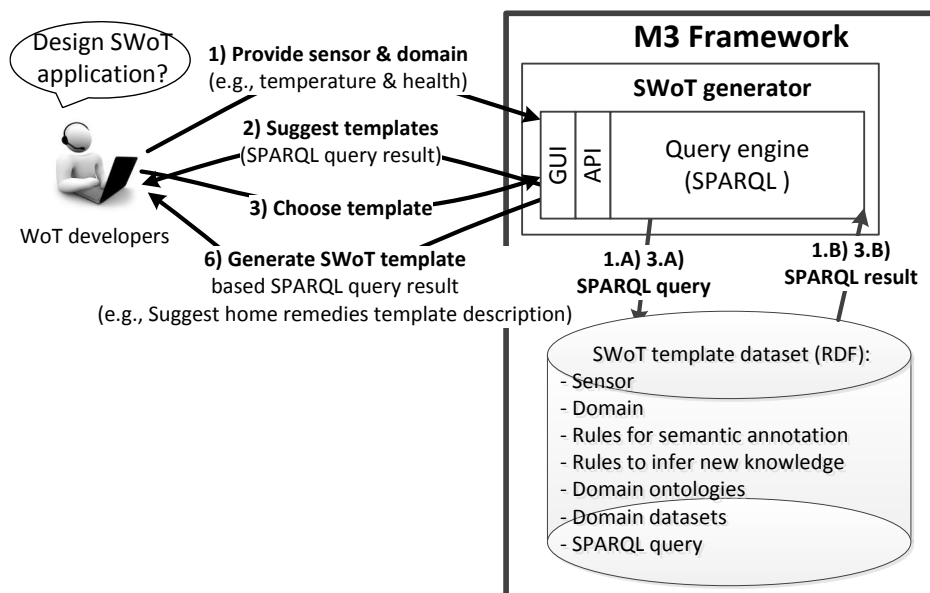 Design SWoT
application?
WoT developers
1) Provide sensor & domain
(e.g., temperature & health)
2) Suggest templates
(SPARQL query result)
3) Choose template
6) Generate SWoT template
based SPARQL query result
(e.g., Suggest home remedies template description)
M3 Framework
SWoT generator
GUI
API
Query engine
(SPARQL )
1.A) 3.A)
SPARQL query
1.B) 3.B)
SPARQL result
SWoT template dataset (RDF):
- Sensor
- Domain
- Rules for semantic annotation
- Rules to infer new knowledge
- Domain ontologies
- Domain datasets
- SPARQL query